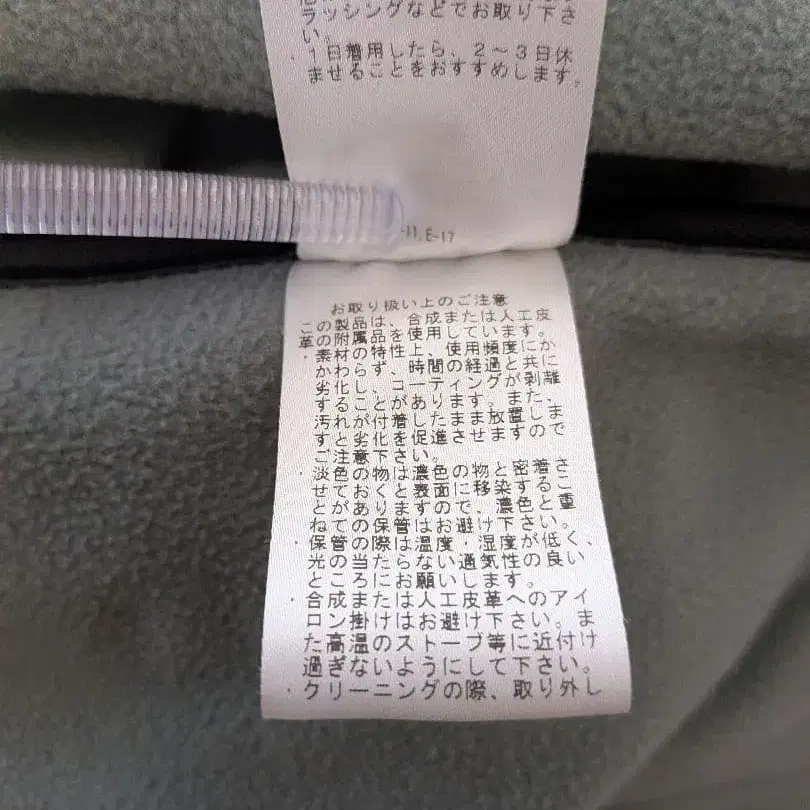 ラッシングなどでお取り下さ
い。
・1日着用したら、2～3日休
ませることをおすすめします。
-11.E-17
お取り扱い上のご注意
この製品は、合成または人工皮
革の附属品を使用しています。
・素材の特性上、使用頻度にか
かわらず、時間の経過と共に
劣化し、コーティングが剥離
することがあります。また、
汚れが付着したまま放置しま
すと劣化を促進させますので
ご注意下さい。
・淡色の物は濃色の物と密着さ
せておくと表面に移染するこ
とがありますので、濃色と重
ねての保管はお避け下さい。
・保管の際は温度・湿度が低く、
光の当たらない通気性の良い
ところにお願いします。
・合成または人工皮革へのアイ
ロン掛けはお避け下さい。ま
た高温のストーブ等に近付け
過ぎないようにして下さい。
・クリーニングの際、取り外し